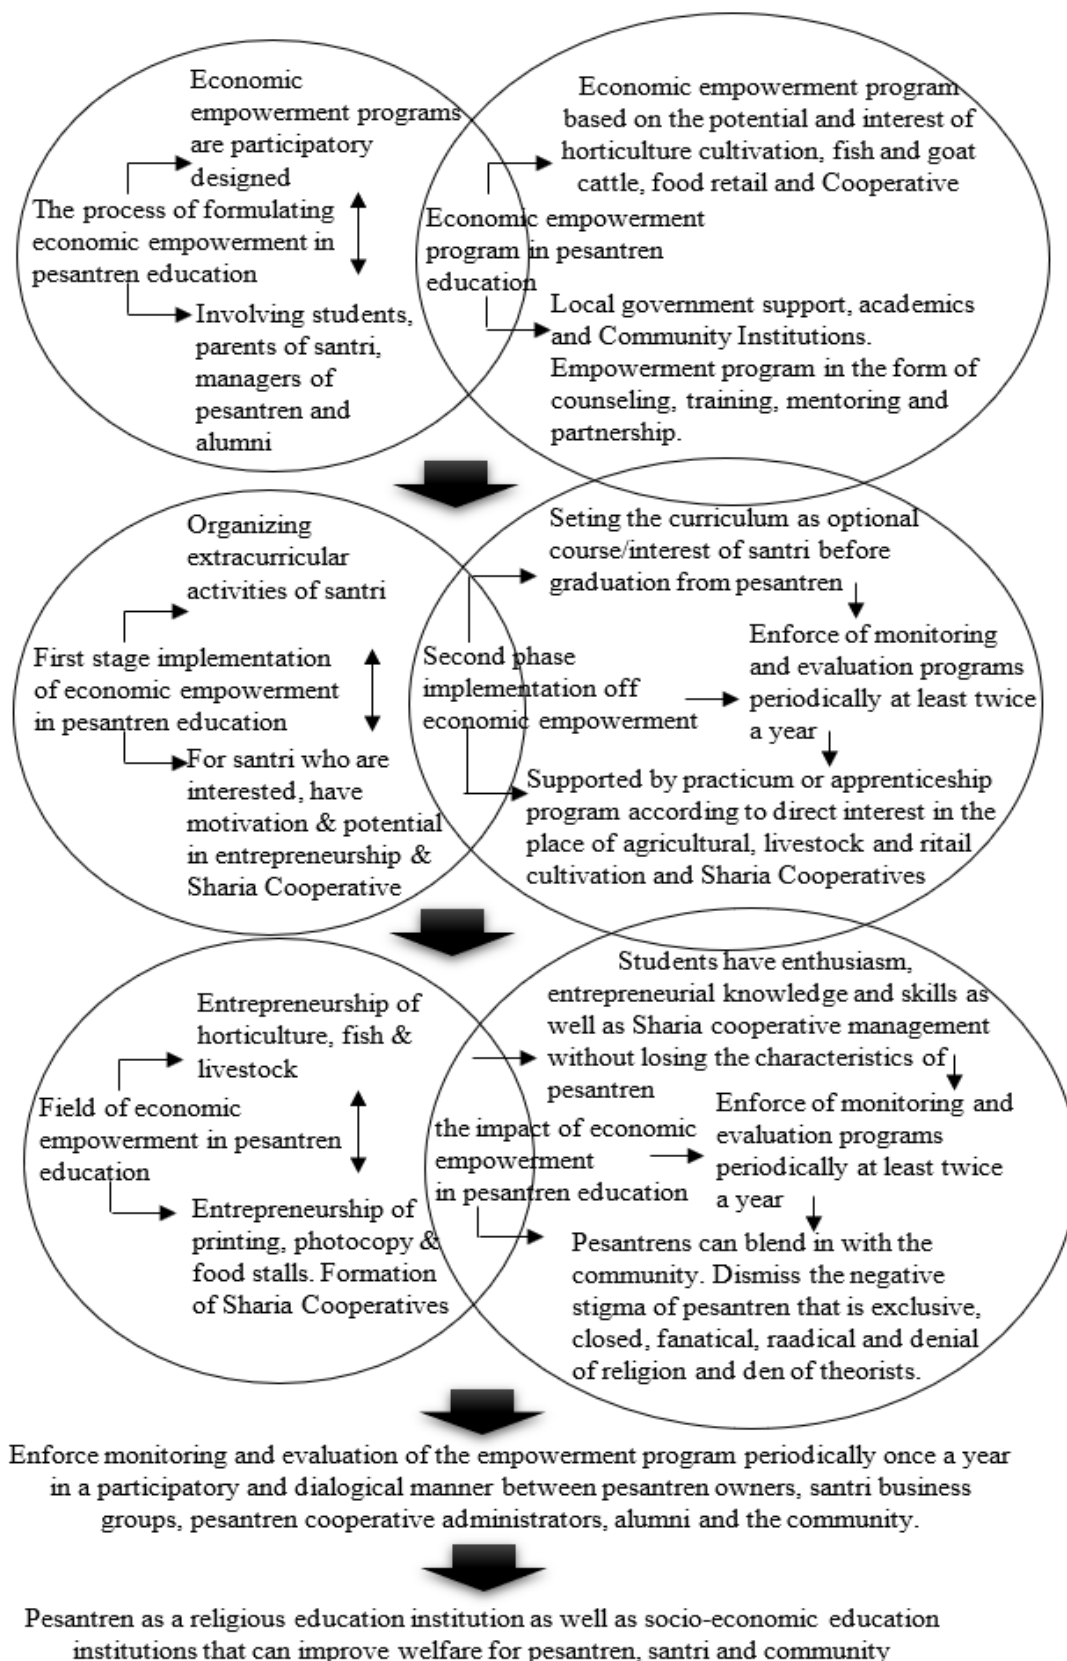 Economic
empowerment programs
are participatory
designed
The process of formulating
economic empowerment in
pesantren education
Involving students,
parents of santri,
managers of
pesantren and
alumni
Economic empowerment program
based on the potential and interest of
horticulture cultivation, fish and goat
cattle, food retail and Cooperative
Economic empowerment
program in pesantren
education
Local government support, academics
and Community Institutions.
Empowerment program in the form of
counseling, training, mentoring and
partnership.
Organizing
extracurricular
activities of santri
First stage implementation
of economic empowerment
in pesantren education
For santri who are
interested, have
motivation & potential
in entrepreneurship &
Sharia Cooperative
Seting the curriculum as optional
course/interest of santri before
graduation from pesantren
Second phase
implementation off
economic empowerment
Enforce of monitoring
and evaluation programs
periodically at least twice
a year
Supported by practicum or apprenticeship
program according to direct interest in the
place of agricultural, livestock and ritail
cultivation and Sharia Cooperatives
Entrepreneurship of
horticulture, fish &
livestock
Field of economic
empowerment in pesantren
education
Entrepreneurship of
printing, photocopy &
food stalls. Formation
of Sharia Cooperatives
Students have enthusiasm,
entrepreneurial knowledge and skills as
well as Sharia cooperative management
without losing the characteristics of
pesantren
the impact of economic
empowerment
in pesantren education
Enforce of monitoring and
evaluation programs
periodically at least twice
a year
Pesantrens can blend in with the
community. Dismiss the negative
stigma of pesantren that is exclusive,
closed, fanatical, raadical and denial
of religion and den of theorists.
Enforce monitoring and evaluation of the empowerment program periodically once a year
in a participatory and dialogical manner between pesantren owners, santri business
groups, pesantren cooperative administrators, alumni and the community.
Pesantren as a religious education institution as well as socio-economic education
institutions that can improve welfare for pesantren, santri and community